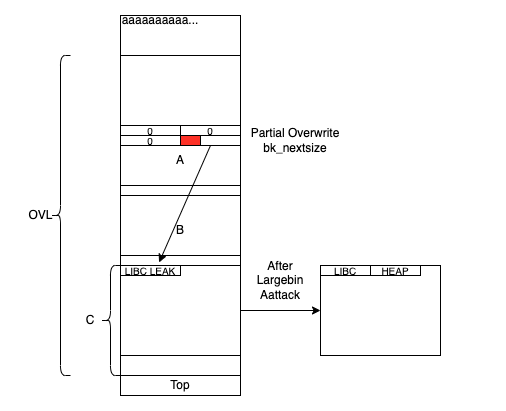 aaaaaaaaaa...
0 0
0
Partial Overwrite
bk_nextsize
A
OVL
B
LIBC LEAK
After
Largebin
Aattack
LIBC HEAP
C
Top